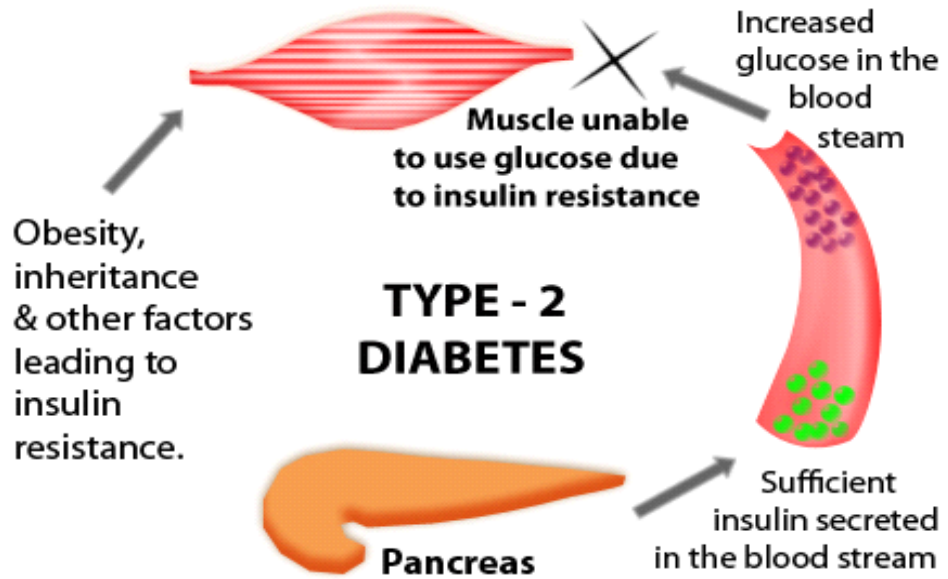 Increased
glucose in the
blood
steam
Muscle unable
to use glucose due
to insulin resistance
Obesity,
inheritance
& other factors
leading to
insulin
resistance.
TYPE - 2
DIABETES
Pancreas
Sufficient
insulin secreted
in the blood stream